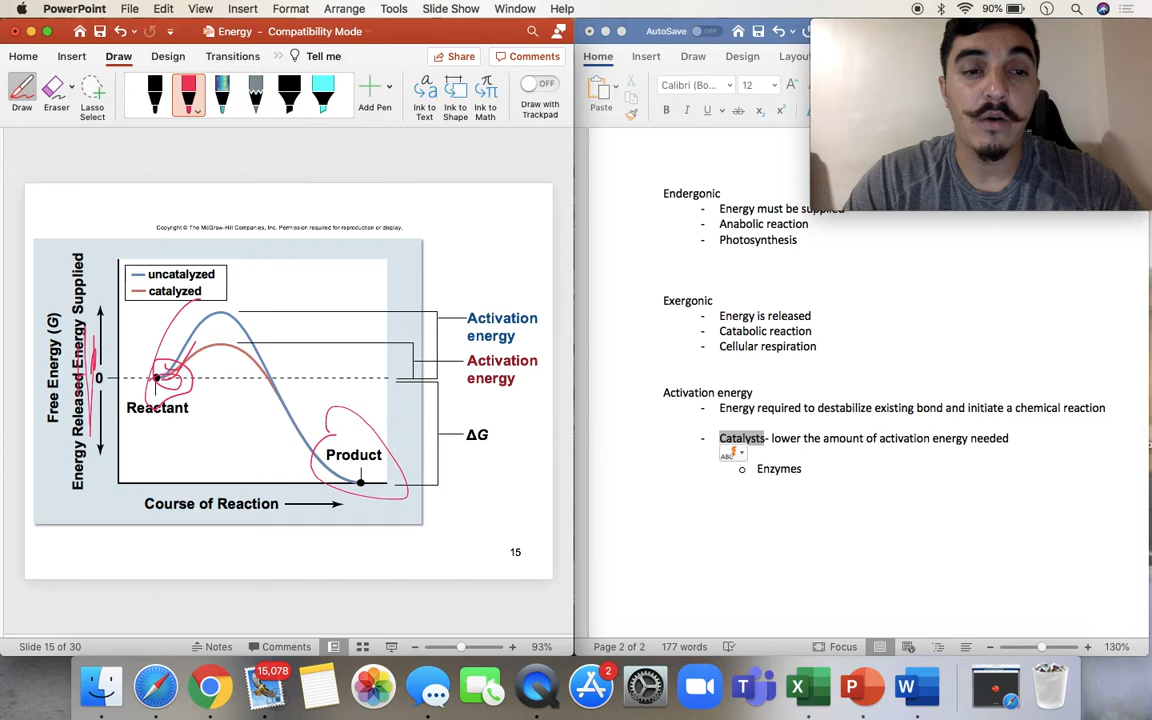 PowerPoint File Edit View Insert Format Arrange Tools Slide Show Window Help 90%
Energy - Compatibility Mode
AutoSave OFF
Home Draw Design Transitions Tell me Share Comments
Home Insert Draw Design Layou
Draw
Eraser
Lasso Select
Add Pen
Ink to Text
Ink to Shape
Ink to Math
OFF
Draw with Trackpad
Paste
Calibri (Bo... 12
B I U ab x₂ x²
Copyright © The McGraw-Hill Companies, Inc. Permission required for reproduction or display.
Free Energy (G)
Energy Released Energy Supplied
0
uncatalyzed
catalyzed
Reactant
Product
Course of Reaction
Activation
energy
Activation
energy
ΔG
15
Endergonic
- Energy must be supplied
- Anabolic reaction
- Photosynthesis
Exergonic
- Energy is released
- Catabolic reaction
- Cellular respiration
Activation energy
- Energy required to destabilize existing bond and initiate a chemical reaction
- Catalysts- lower the amount of activation energy needed
ABC
o Enzymes
Slide 15 of 30 Notes Comments 93%
Page 2 of 2 177 words Focus 130%
15,078
2